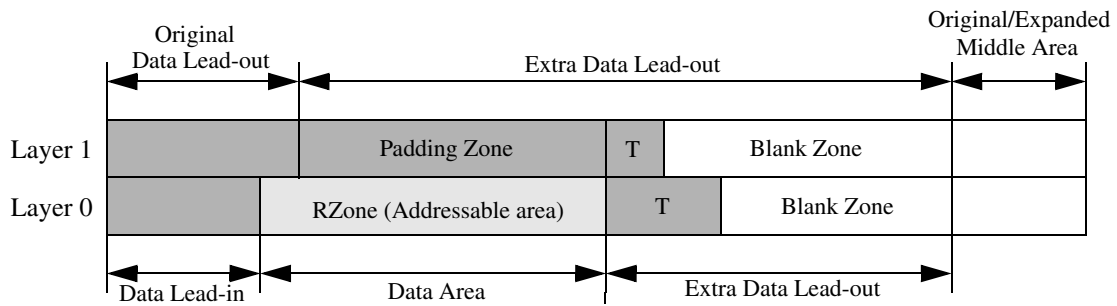 Original
Data Lead-out
Extra Data Lead-out
Original/Expanded
Middle Area
Layer 1
Padding Zone
T
Blank Zone
Layer 0
RZone (Addressable area)
T
Blank Zone
Data Lead-in
Data Area
Extra Data Lead-out